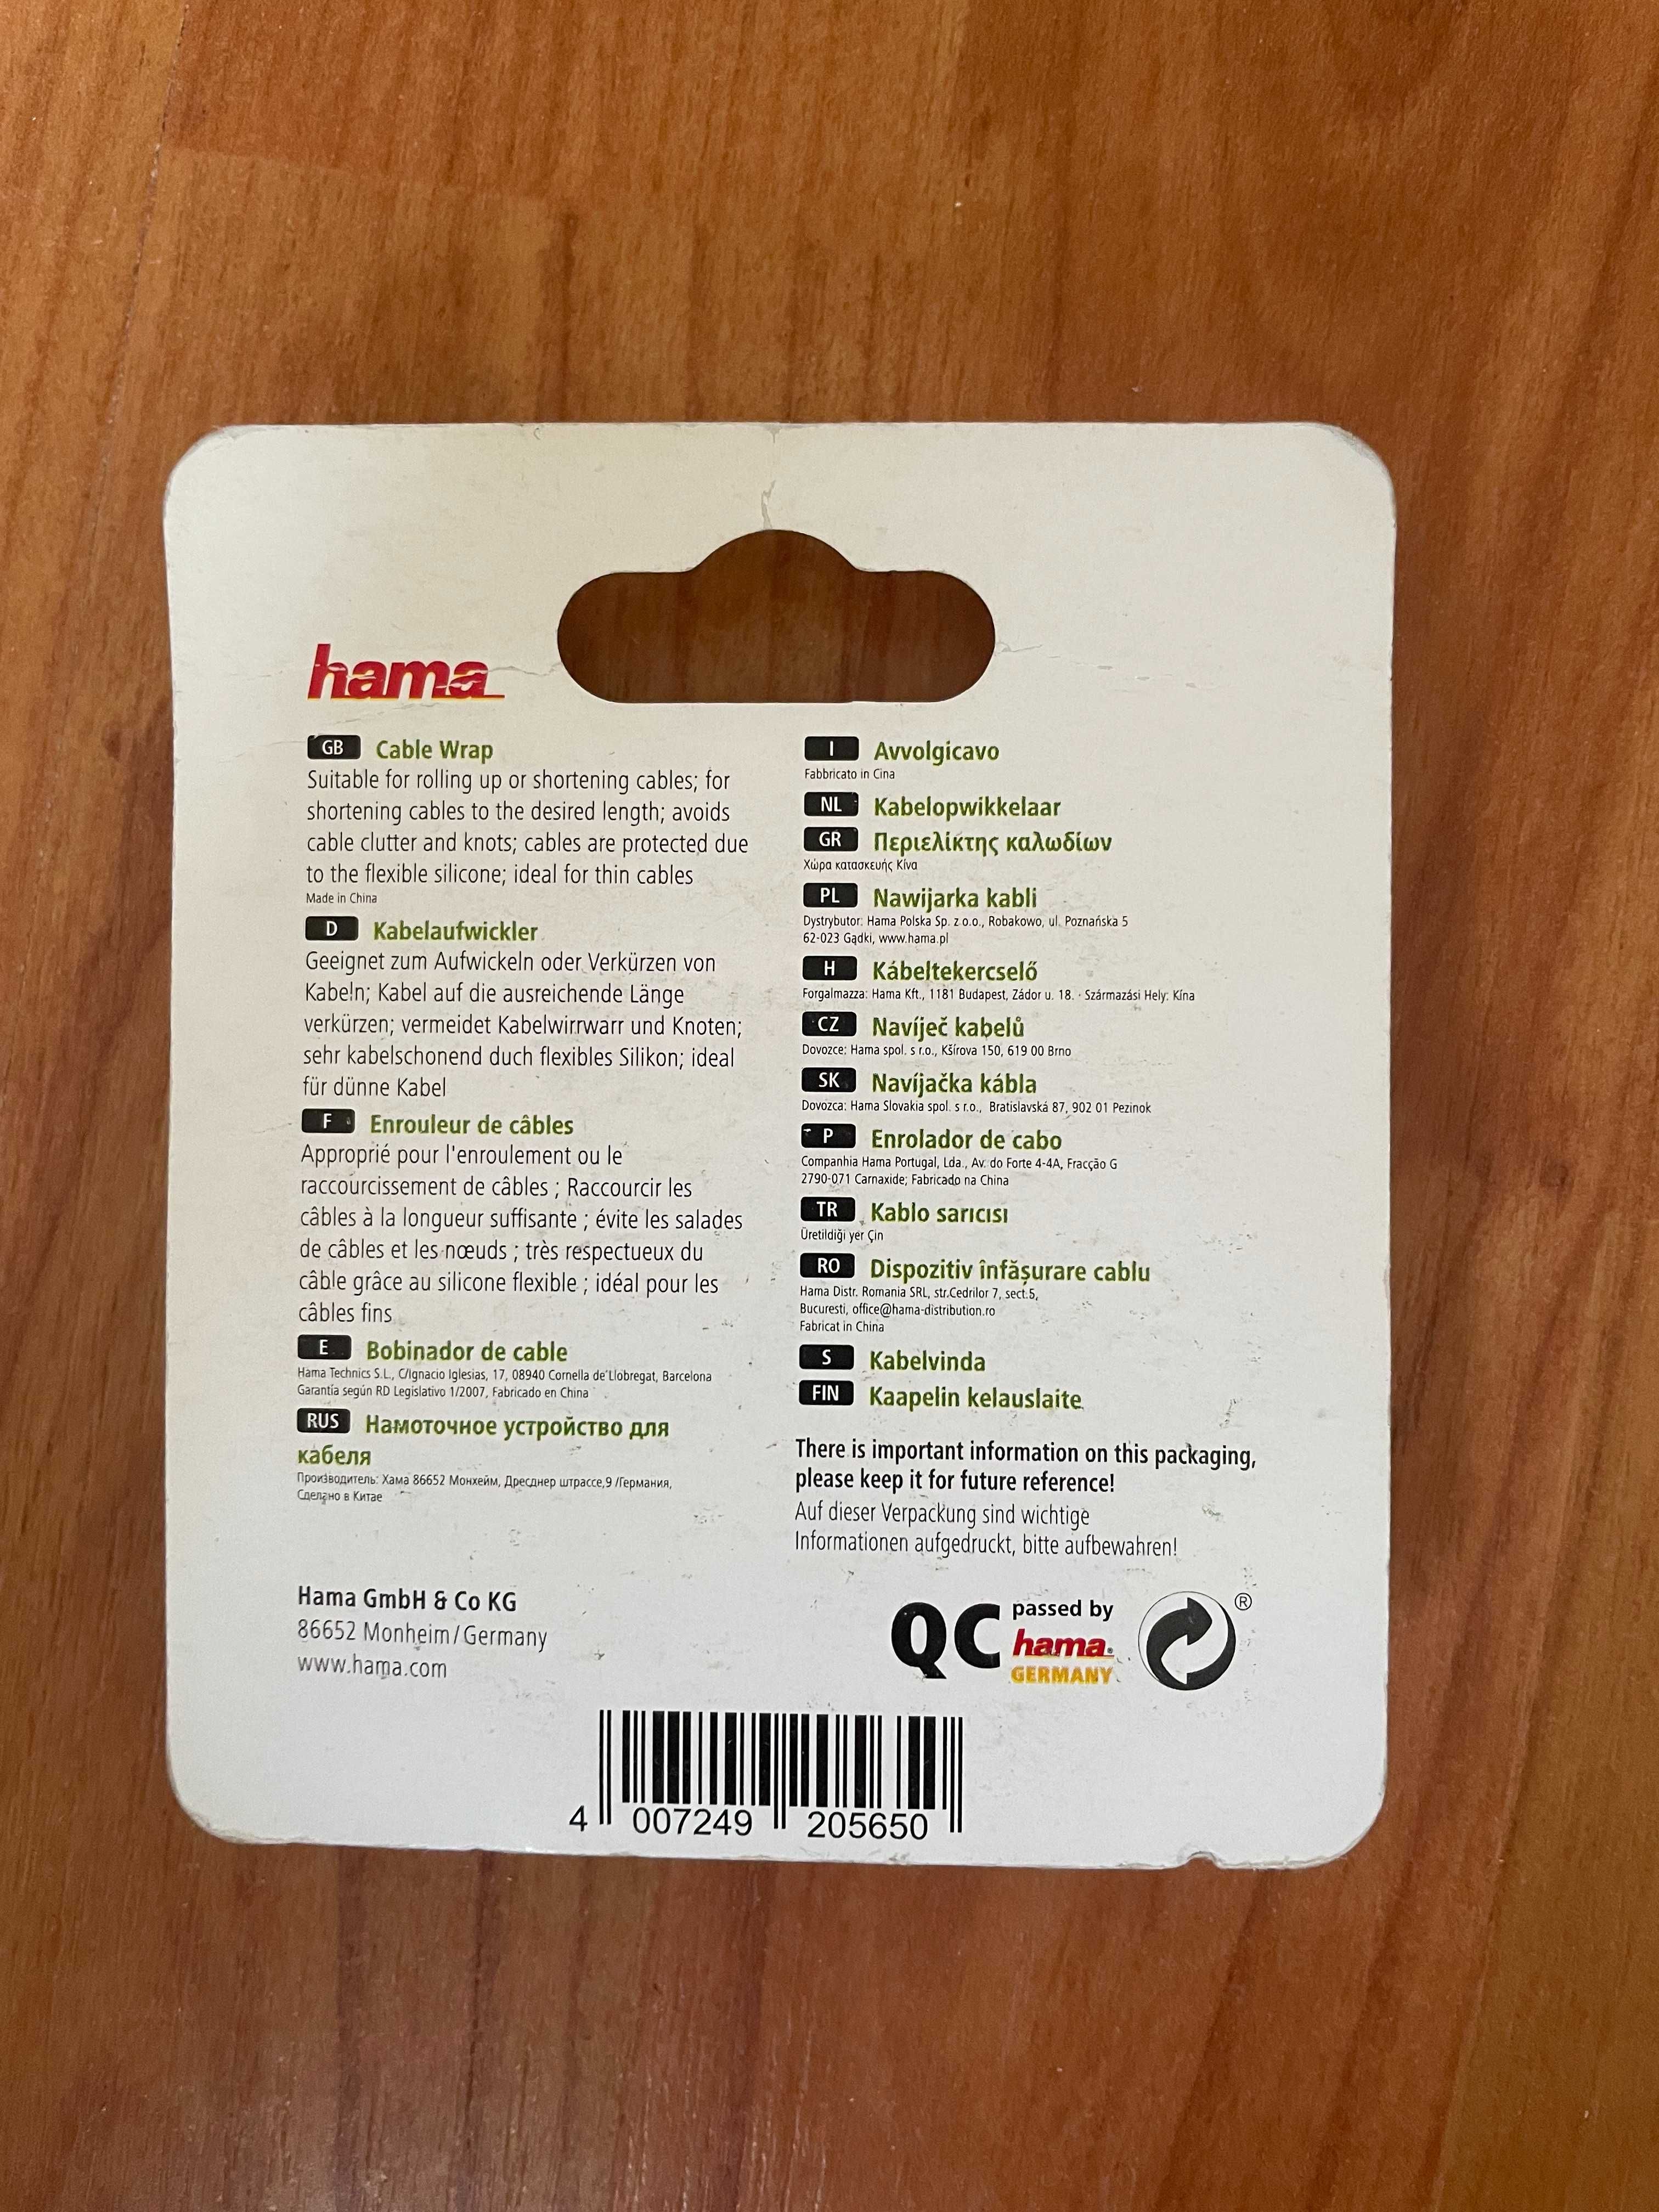 hama
GB Cable Wrap
Suitable for rolling up or shortening cables; for
shortening cables to the desired length; avoids
cable clutter and knots; cables are protected due
to the flexible silicone; ideal for thin cables
Made in China
D Kabelaufwickler
Geeignet zum Aufwickeln oder Verkürzen von
Kabeln; Kabel auf die ausreichende Länge
verkürzen; vermeidet Kabelwirrwarr und Knoten;
sehr kabelschonend duch flexibles Silikon; ideal
für dünne Kabel
F Enrouleur de câbles
Approprié pour l'enroulement ou le
raccourcissement de câbles ; Raccourcir les
câbles à la longueur suffisante ; évite les salades
de câbles et les nœuds ; très respectueux du
câble grâce au silicone flexible ; idéal pour les
câbles fins
E Bobinador de cable
Hama Technics S.L., C/Ignacio Iglesias, 17, 08940 Cornella de'Llobregat, Barcelona
Garantía según RD Legislativo 1/2007, Fabricado en China
RUS Намоточное устройство для
кабеля
Производитель: Хама 86652 Монхейм, Дресднер штрассе,9 /Германия,
Сделано в Китае
I Avvolgicavo
Fabbricato in Cina
NL Kabelopwikkelaar
GR Περιελίκτης καλωδίων
Χώρα κατασκευής Κίνα
PL Nawijarka kabli
Dystrybutor: Hama Polska Sp. z o.o., Robakowo, ul. Poznańska 5
62-023 Gądki, www.hama.pl
H Kábeltekercselő
Forgalmazza: Hama Kft., 1181 Budapest, Zádor u. 18. · Származási Hely: Kína
CZ Navíječ kabelů
Dovozce: Hama spol. s r.o., Kšírova 150, 619 00 Brno
SK Navíjačka kábla
Dovozca: Hama Slovakia spol. s r.o., Bratislavská 87, 902 01 Pezinok
P Enrolador de cabo
Companhia Hama Portugal, Lda., Av. do Forte 4-4A, Fracção G
2790-071 Carnaxide; Fabricado na China
TR Kablo sarıcısı
Üretildiği yer Çin
RO Dispozitiv înfășurare cablu
Hama Distr. Romania SRL, str.Cedrilor 7, sect.5,
Bucuresti, office@hama-distribution.ro
Fabricat in China
S Kabelvinda
FIN Kaapelin kelauslaite
There is important information on this packaging,
please keep it for future reference!
Auf dieser Verpackung sind wichtige
Informationen aufgedruckt, bitte aufbewahren!
Hama GmbH & Co KG
86652 Monheim/Germany
www.hama.com
QC passed by
hama®
GERMANY
®
4 007249 205650